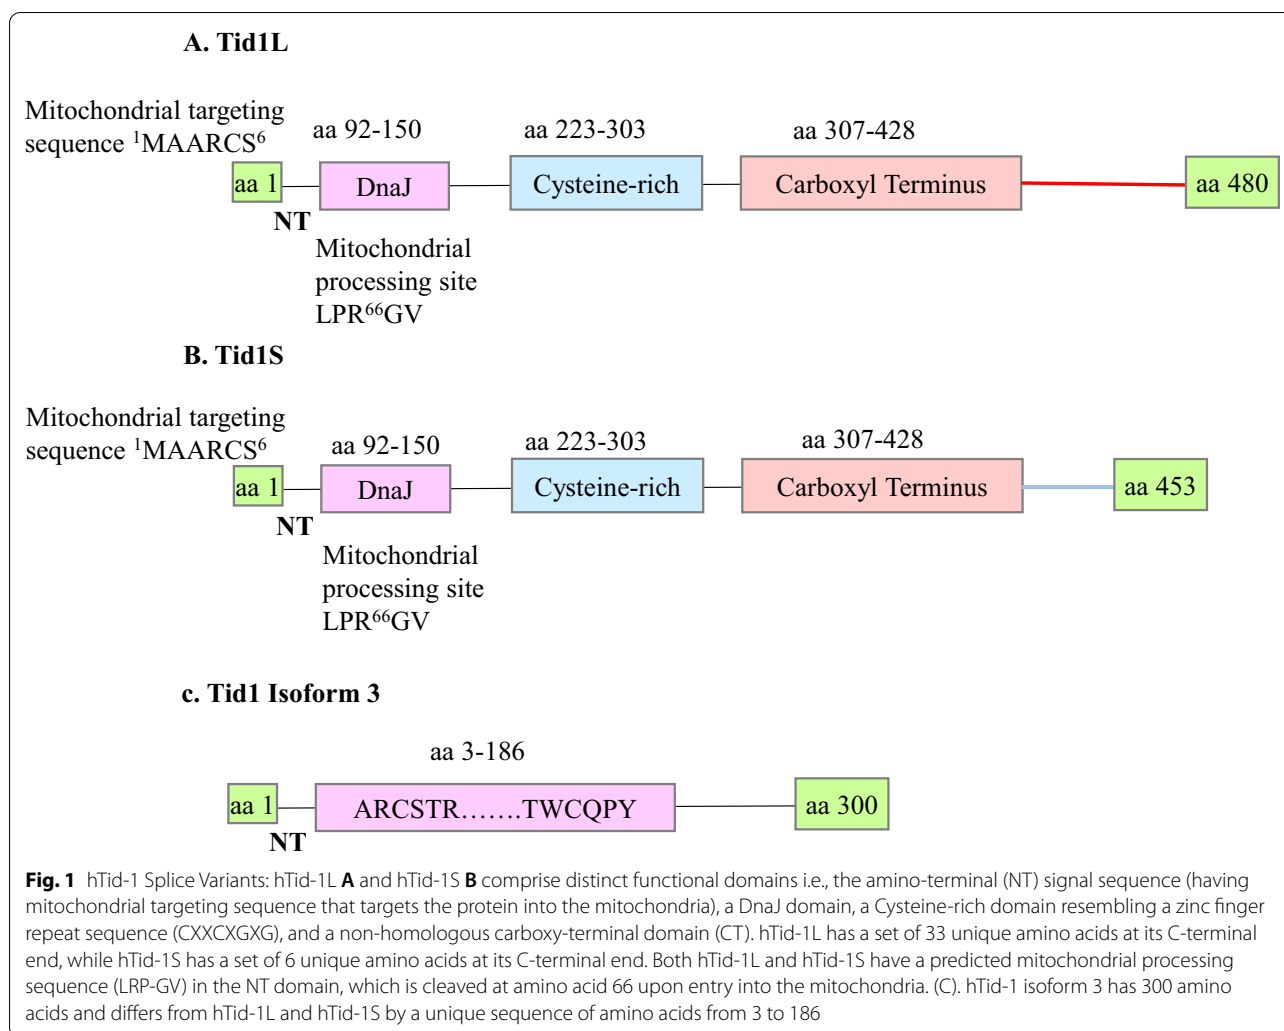 A. Tid1L
Mitochondrial targeting
sequence ¹MAARCS⁶
aa 92-150
aa 223-303
aa 307-428
aa 1
DnaJ
Cysteine-rich
Carboxyl Terminus
aa 480
NT
Mitochondrial
processing site
LPR⁶⁶GV
B. Tid1S
Mitochondrial targeting
sequence ¹MAARCS⁶
aa 92-150
aa 223-303
aa 307-428
aa 1
DnaJ
Cysteine-rich
Carboxyl Terminus
aa 453
NT
Mitochondrial
processing site
LPR⁶⁶GV
c. Tid1 Isoform 3
aa 3-186
aa 1
ARCSTR…….TWCQPY
aa 300
NT
Fig. 1 hTid-1 Splice Variants: hTid-1L A and hTid-1S B comprise distinct functional domains i.e., the amino-terminal (NT) signal sequence (having
mitochondrial targeting sequence that targets the protein into the mitochondria), a DnaJ domain, a Cysteine-rich domain resembling a zinc finger
repeat sequence (CXXCXGXG), and a non-homologous carboxy-terminal domain (CT). hTid-1L has a set of 33 unique amino acids at its C-terminal
end, while hTid-1S has a set of 6 unique amino acids at its C-terminal end. Both hTid-1L and hTid-1S have a predicted mitochondrial processing
sequence (LRP-GV) in the NT domain, which is cleaved at amino acid 66 upon entry into the mitochondria. (C). hTid-1 isoform 3 has 300 amino
acids and differs from hTid-1L and hTid-1S by a unique sequence of amino acids from 3 to 186